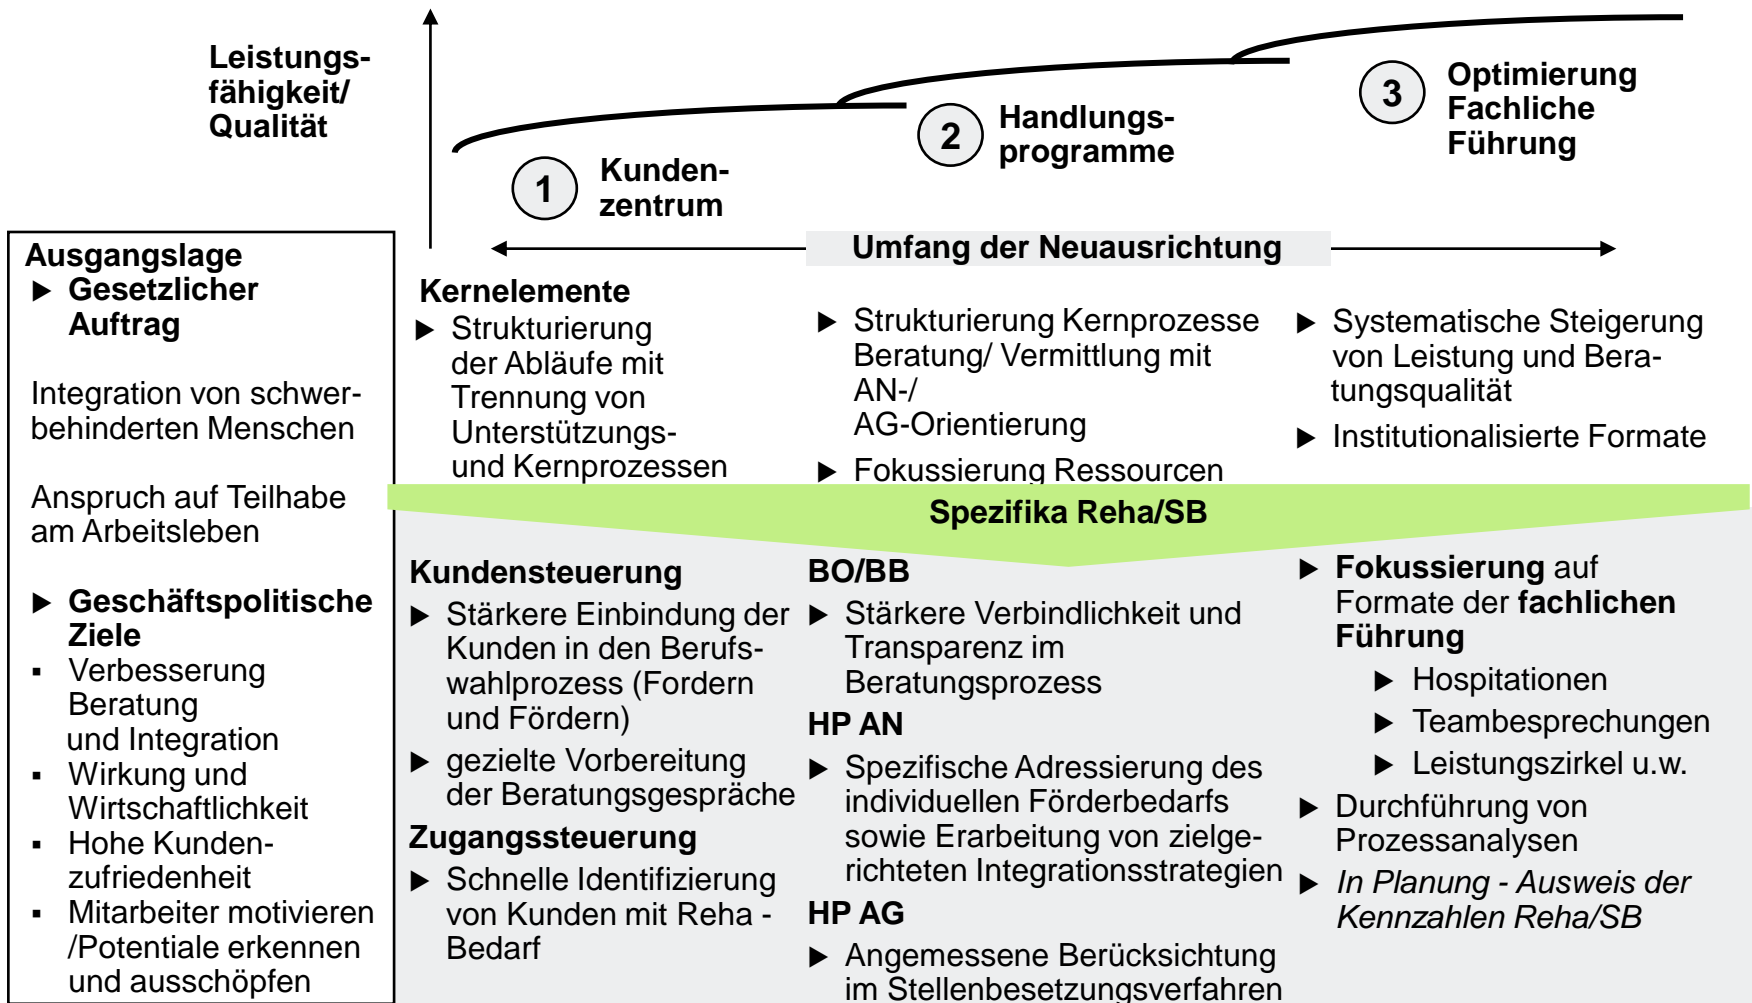 Leistungs-
fähigkeit/
Qualität
1
Kunden-
zentrum
2
Handlungs-
programme
3
Optimierung
Fachliche
Führung
Umfang der Neuausrichtung
Ausgangslage
► Gesetzlicher
Auftrag
Integration von schwer-
behinderten Menschen
Anspruch auf Teilhabe
am Arbeitsleben
► Geschäftspolitische
Ziele
▪ Verbesserung
Beratung
und Integration
▪ Wirkung und
Wirtschaftlichkeit
▪ Hohe Kunden-
zufriedenheit
▪ Mitarbeiter motivieren
/Potentiale erkennen
und ausschöpfen
Kernelemente
► Strukturierung
der Abläufe mit
Trennung von
Unterstützungs-
und Kernprozessen
► Strukturierung Kernprozesse
Beratung/ Vermittlung mit
AN-/
AG-Orientierung
► Fokussierung Ressourcen
► Systematische Steigerung
von Leistung und Bera-
tungsqualität
► Institutionalisierte Formate
Spezifika Reha/SB
Kundensteuerung
► Stärkere Einbindung der
Kunden in den Berufs-
wahlprozess (Fordern
und Fördern)
► gezielte Vorbereitung
der Beratungsgespräche
Zugangssteuerung
► Schnelle Identifizierung
von Kunden mit Reha -
Bedarf
BO/BB
► Stärkere Verbindlichkeit und
Transparenz im
Beratungsprozess
HP AN
► Spezifische Adressierung des
individuellen Förderbedarfs
sowie Erarbeitung von zielge-
richteten Integrationsstrategien
HP AG
► Angemessene Berücksichtung
im Stellenbesetzungsverfahren
► Fokussierung auf
Formate der fachlichen
Führung
► Hospitationen
► Teambesprechungen
► Leistungszirkel u.w.
► Durchführung von
Prozessanalysen
► In Planung - Ausweis der
Kennzahlen Reha/SB